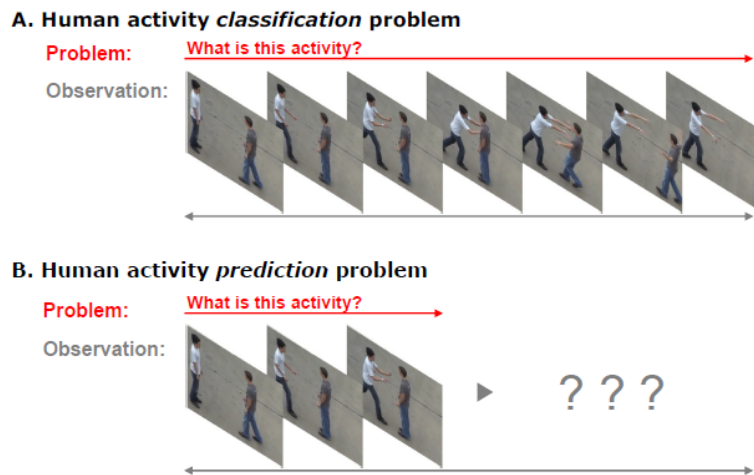 A. Human activity classification problem
Problem: What is this activity?
Observation:
B. Human activity prediction problem
Problem: What is this activity?
Observation:
? ? ?